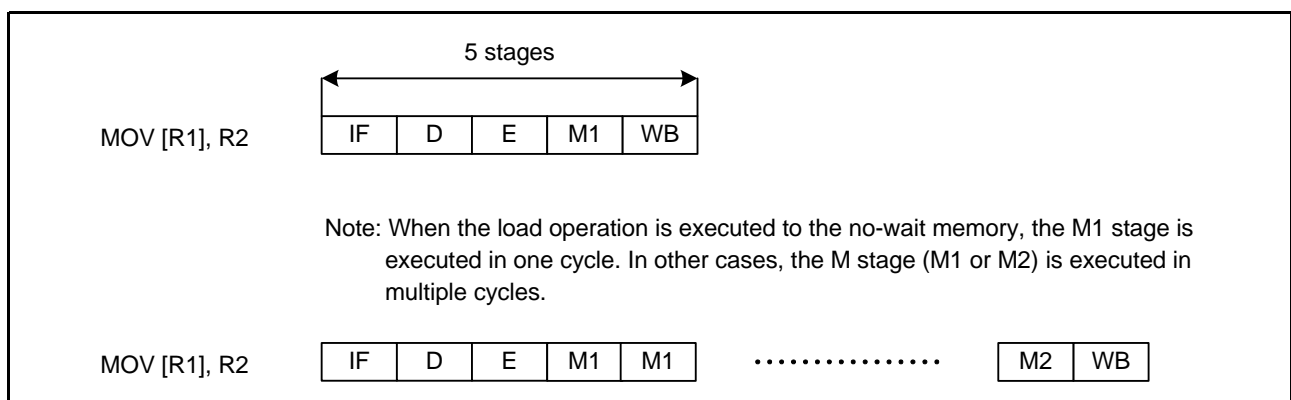 5 stages
MOV [R1], R2 IF D E M1 WB
Note: When the load operation is executed to the no-wait memory, the M1 stage is
executed in one cycle. In other cases, the M stage (M1 or M2) is executed in
multiple cycles.
MOV [R1], R2 IF D E M1 M1 ................ M2 WB